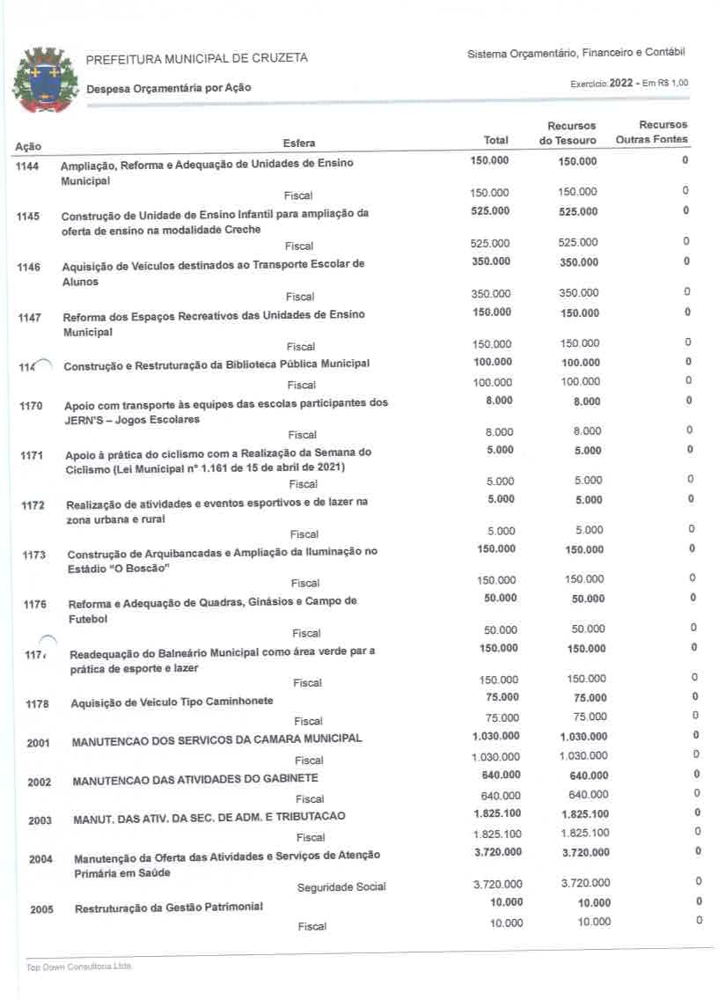 PREFEITURA MUNICIPAL DE CRUZETA
Sistema Orçamentário, Financeiro e Contábil
Despesa Orçamentária por Ação
Exercício: 2022 - Em R$ 1,00
Ação Esfera Total Recursos do Tesouro Recursos Outras Fontes
1144 Ampliação, Reforma e Adequação de Unidades de Ensino 150.000 150.000 0
Municipal
Fiscal 150.000 150.000 0
1145 Construção de Unidade de Ensino Infantil para ampliação da 525.000 525.000 0
oferta de ensino na modalidade Creche
Fiscal 525.000 525.000 0
1146 Aquisição de Veículos destinados ao Transporte Escolar de 350.000 350.000 0
Alunos
Fiscal 350.000 350.000 0
1147 Reforma dos Espaços Recreativos das Unidades de Ensino 150.000 150.000 0
Municipal
Fiscal 150.000 150.000 0
Construção e Restruturação da Biblioteca Pública Municipal 100.000 100.000 0
Fiscal 100.000 100.000 0
1170 Apoio com transporte às equipes das escolas participantes dos 8.000 8.000 0
JERN'S – Jogos Escolares
Fiscal 8.000 8.000 0
1171 Apoio à prática do ciclismo com a Realização da Semana do 5.000 5.000 0
Ciclismo (Lei Municipal n° 1.161 de 15 de abril de 2021)
Fiscal 5.000 5.000 0
1172 Realização de atividades e eventos esportivos e de lazer na 5.000 5.000 0
zona urbana e rural
Fiscal 5.000 5.000 0
1173 Construção de Arquibancadas e Ampliação da Iluminação no 150.000 150.000 0
Estádio "O Boscão"
Fiscal 150.000 150.000 0
1176 Reforma e Adequação de Quadras, Ginásios e Campo de 50.000 50.000 0
Futebol
Fiscal 50.000 50.000 0
Readequação do Balneário Municipal como área verde par a 150.000 150.000 0
prática de esporte e lazer
Fiscal 150.000 150.000 0
1178 Aquisição de Veículo Tipo Caminhonete 75.000 75.000 0
Fiscal 75.000 75.000 0
2001 MANUTENCAO DOS SERVICOS DA CAMARA MUNICIPAL 1.030.000 1.030.000 0
Fiscal 1.030.000 1.030.000 0
2002 MANUTENCAO DAS ATIVIDADES DO GABINETE 640.000 640.000 0
Fiscal 640.000 640.000 0
2003 MANUT. DAS ATIV. DA SEC. DE ADM. E TRIBUTACAO 1.825.100 1.825.100 0
Fiscal 1.825.100 1.825.100 0
2004 Manutenção da Oferta das Atividades e Serviços de Atenção 3.720.000 3.720.000 0
Primária em Saúde
Seguridade Social 3.720.000 3.720.000 0
2005 Restruturação da Gestão Patrimonial 10.000 10.000 0
Fiscal 10.000 10.000 0
Top Down Consultoria Ltda